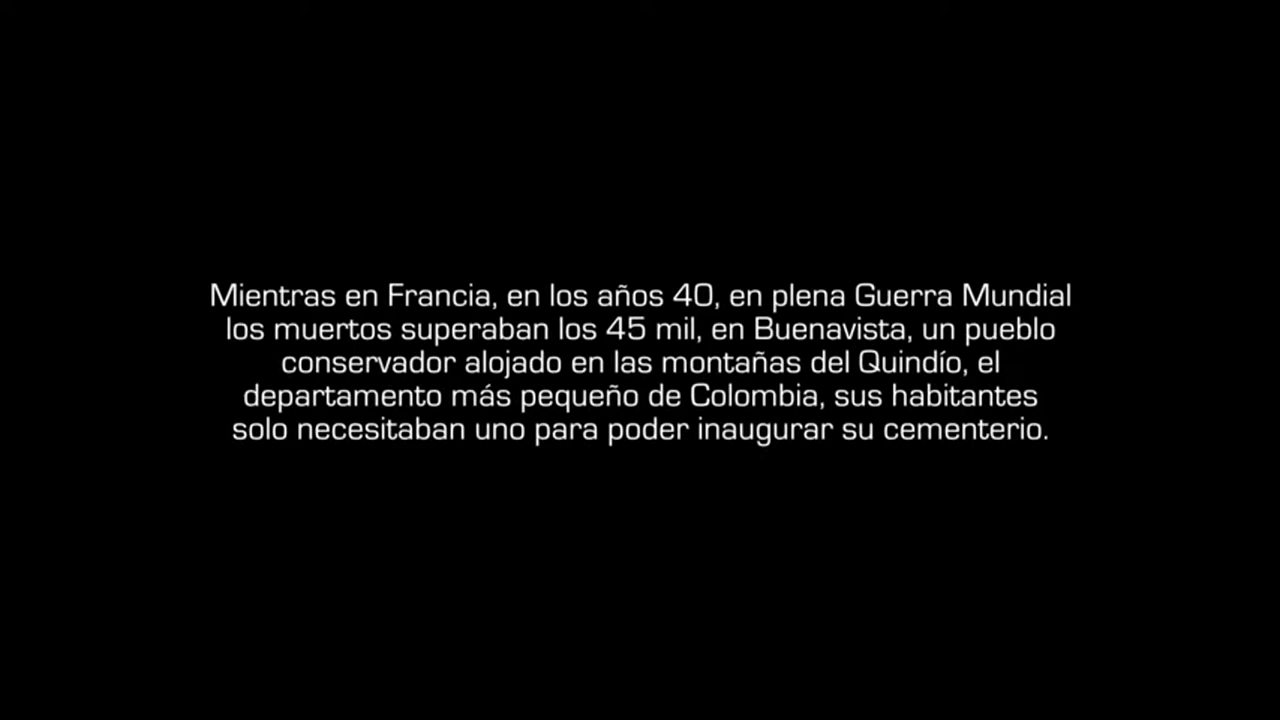 Mientras en Francia, en los años 40, en plena Guerra Mundial
los muertos superaban los 45 mil, en Buenavista, un pueblo
conservador alojado en las montañas del Quindío, el
departamento más pequeño de Colombia, sus habitantes
solo necesitaban uno para poder inaugurar su cementerio.